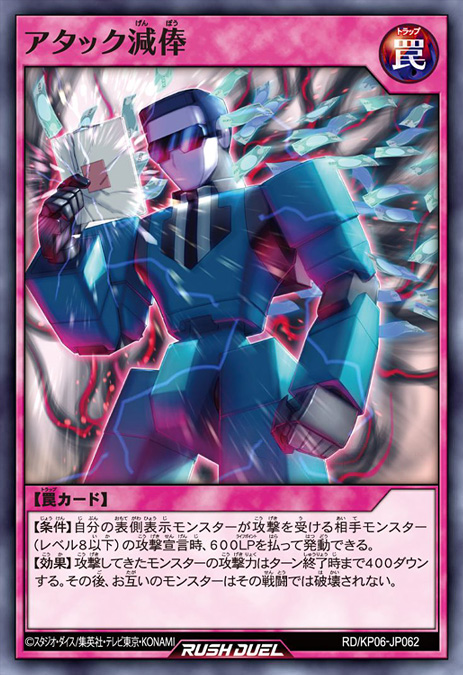 アタック減俸
トラップ
罠
【罠カード】
【条件】自分の表側表示モンスターが攻撃を受ける相手モンスター
(レベル8以下)の攻撃宣言時、600LPを払って発動できる。
【効果】攻撃してきたモンスターの攻撃力はターン終了時まで400ダウン
する。その後、お互いのモンスターはその戦闘では破壊されない。
©スタジオ・ダイス/集英社・テレビ東京・KONAMI
RUSH DUEL
RD/KP06-JP062